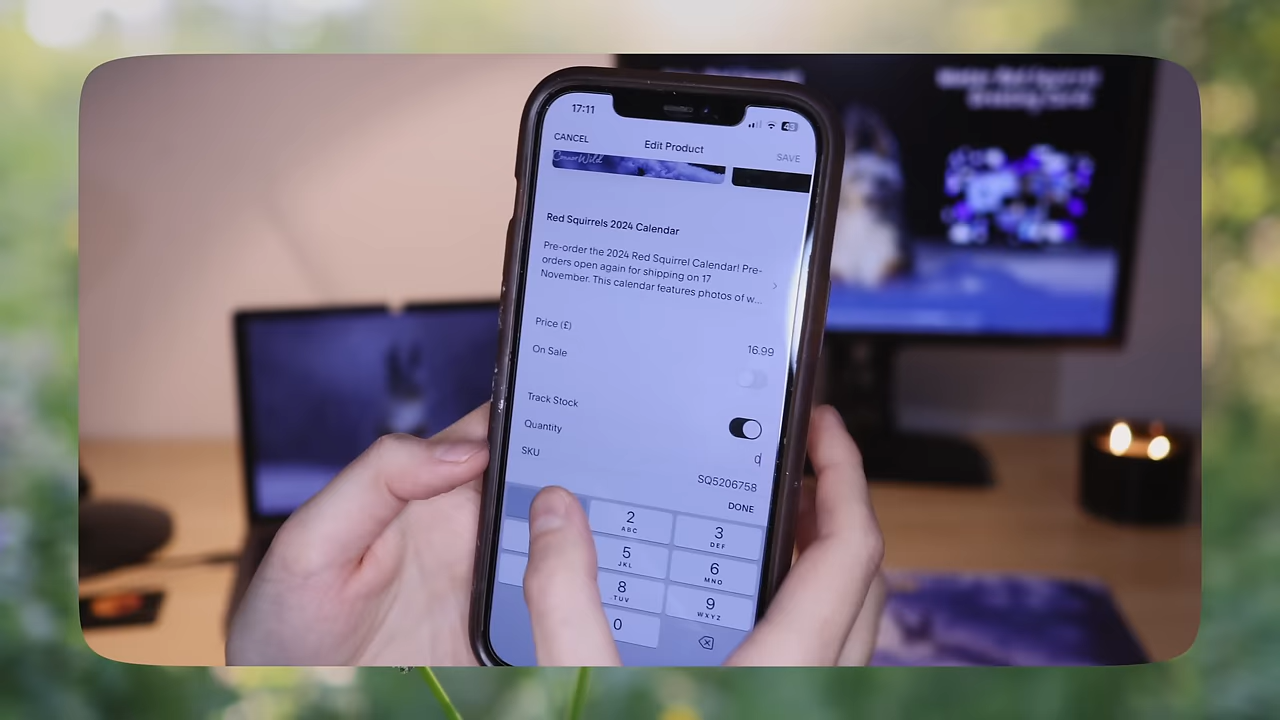 17:11
43
CANCEL
Edit Product
SAVE
ConnorWild
Red Squirrels 2024 Calendar
Pre-order the 2024 Red Squirrel Calendar! Pre-
orders open again for shipping on 17
November. This calendar features photos of w...
Price (£)
16.99
On Sale
Track Stock
Quantity
0
SKU
SQ5206758
DONE
2
ABC
3
DEF
5
JKL
6
MNO
8
TUV
9
WXYZ
0